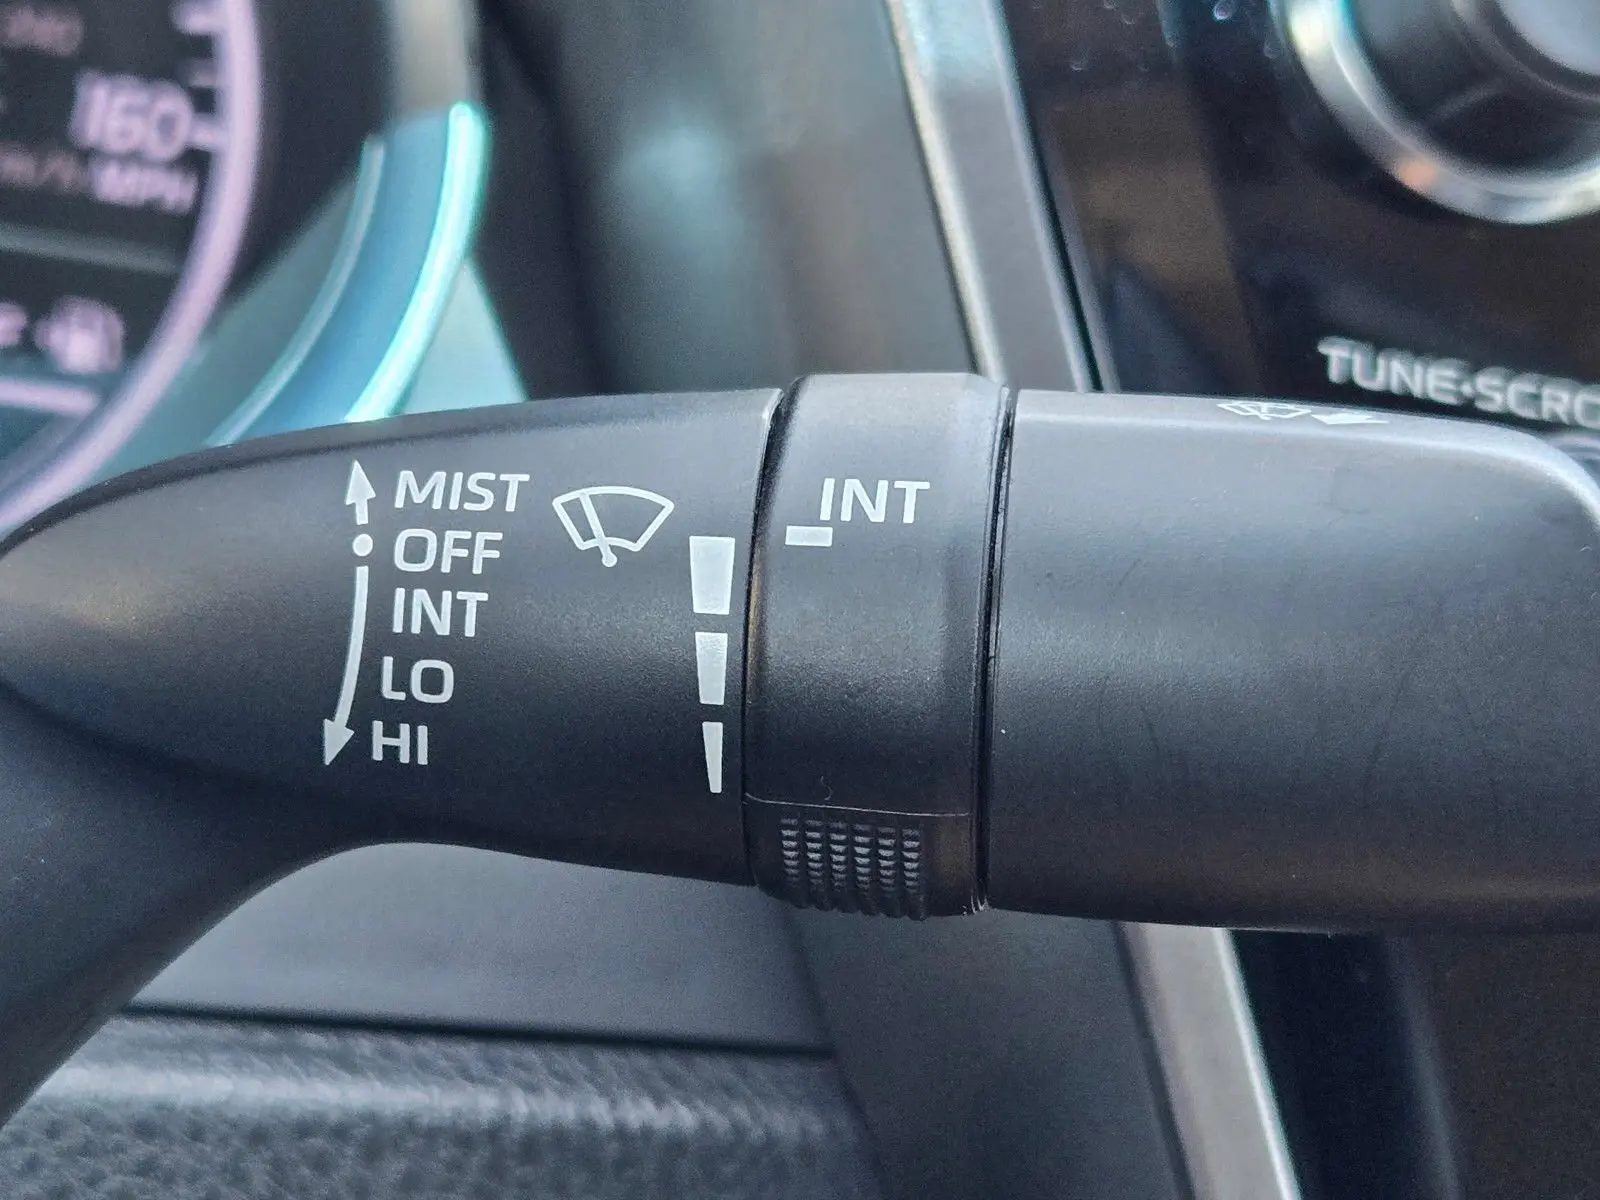 160
MPH
TUNE•SCRO
MIST
OFF
INT
LO
HI
INT